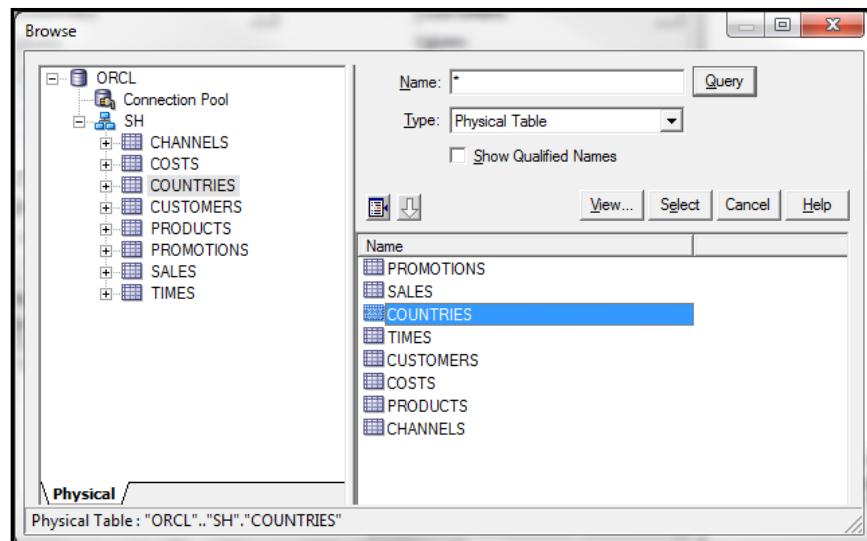 Browse
ORCL
Connection Pool
SH
CHANNELS
COSTS
COUNTRIES
CUSTOMERS
PRODUCTS
PROMOTIONS
SALES
TIMES
Physical
Name: *
Query
Type: Physical Table
Show Qualified Names
View... Select Cancel Help
Name
PROMOTIONS
SALES
COUNTRIES
TIMES
CUSTOMERS
COSTS
PRODUCTS
CHANNELS
Physical Table : "ORCL".."SH"."COUNTRIES"